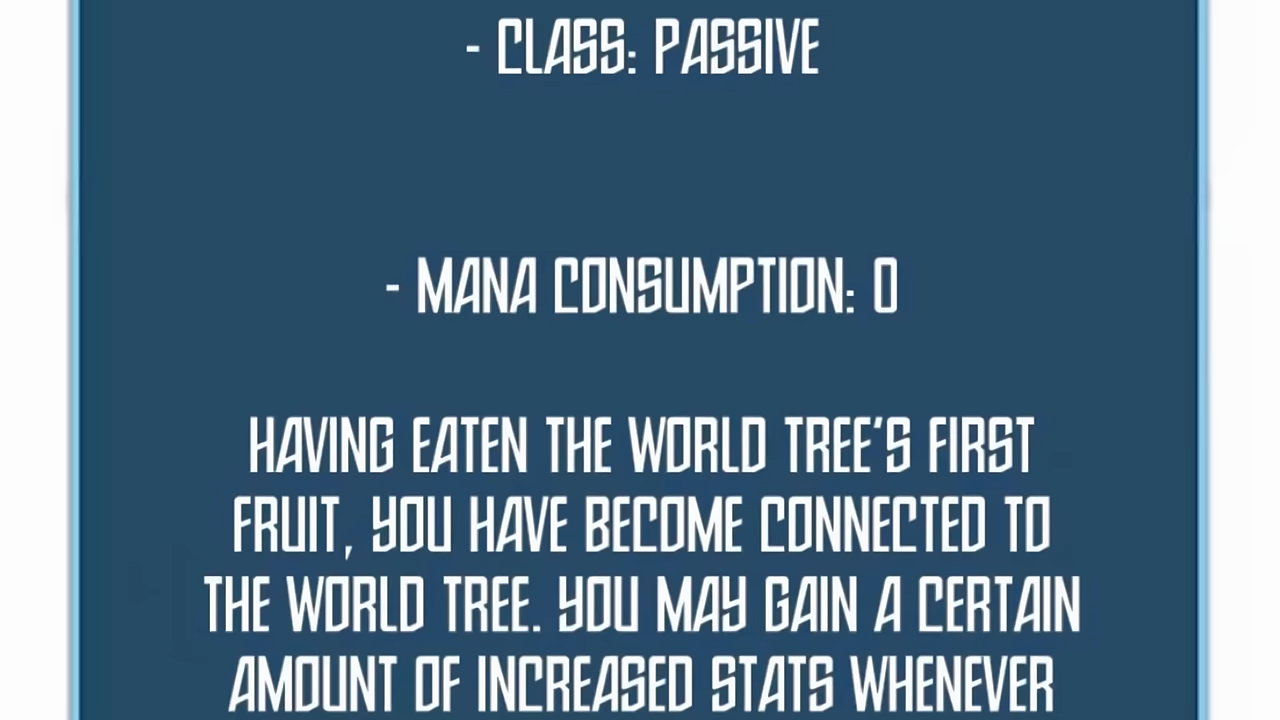 - CLASS: PASSIVE
- MANA CONSUMPTION: 0
HAVING EATEN THE WORLD TREE'S FIRST
FRUIT, YOU HAVE BECOME CONNECTED TO
THE WORLD TREE. YOU MAY GAIN A CERTAIN
AMOUNT OF INCREASED STATS WHENEVER